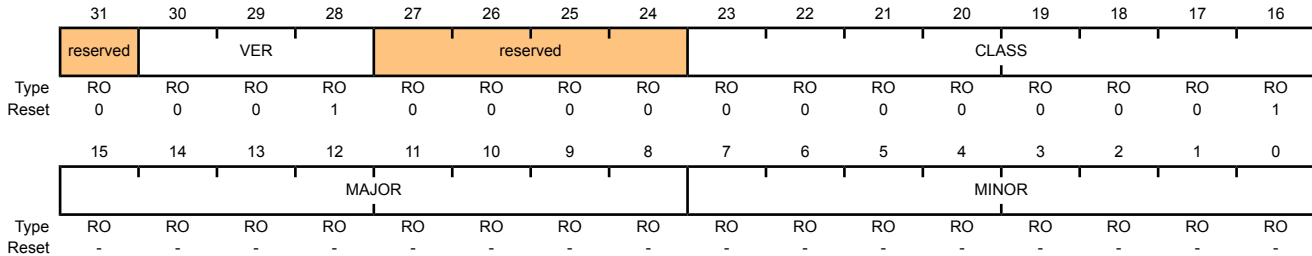 31 30 29 28 27 26 25 24 23 22 21 20 19 18 17 16
reserved VER reserved CLASS
Type RO RO RO RO RO RO RO RO RO RO RO RO RO RO RO RO
Reset 0 0 0 1 0 0 0 0 0 0 0 0 0 0 0 1
15 14 13 12 11 10 9 8 7 6 5 4 3 2 1 0
MAJOR MINOR
Type RO RO RO RO RO RO RO RO RO RO RO RO RO RO RO RO
Reset - - - - - - - - - - - - - - - -